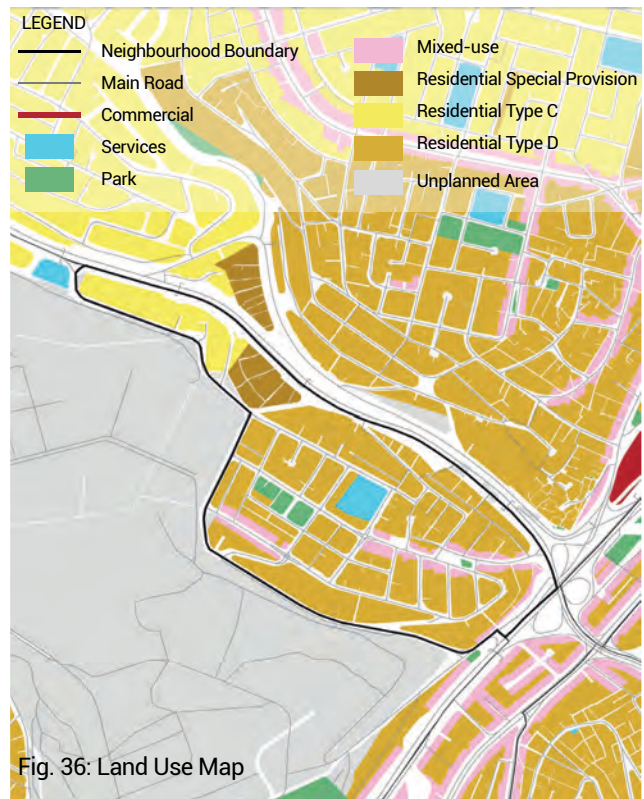 LEGEND
Neighbourhood Boundary
Main Road
Commercial
Services
Park
Mixed-use
Residential Special Provision
Residential Type C
Residential Type D
Unplanned Area
Fig. 36: Land Use Map